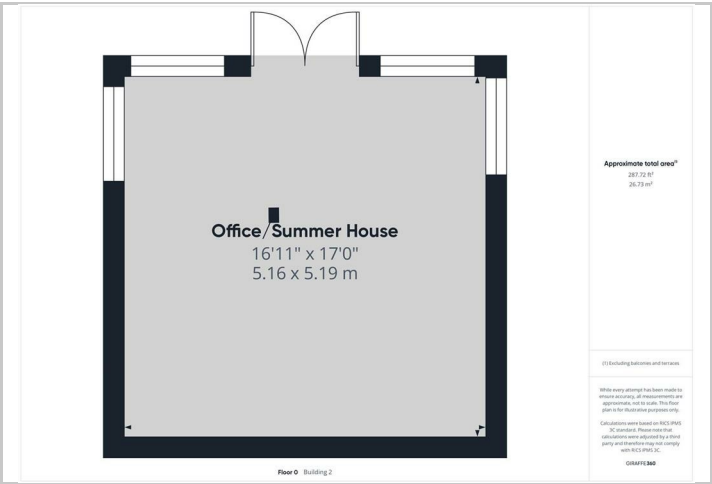 Office/Summer House
16'11" x 17'0"
5.16 x 5.19 m
Floor 0 Building 2
Approximate total area⁽¹⁾
287.72 ft²
26.73 m²
(1) Excluding balconies and terraces
While every attempt has been made to
ensure accuracy, all measurements are
approximate, not to scale. This floor
plan is for illustrative purposes only.
Calculations were based on RICS IPMS
3C standard. Please note that
calculations were adjusted by a third
party and therefore may not comply
with RICS IPMS 3C.
GIRAFFE360